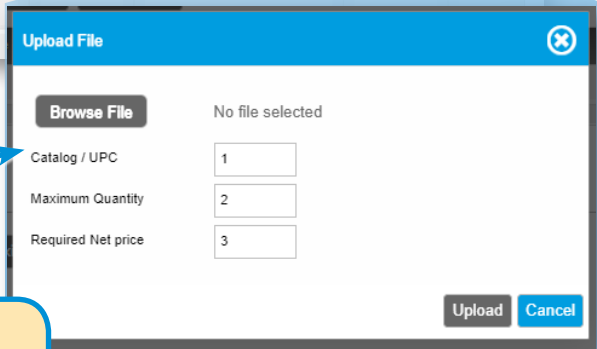 Upload File
Browse File No file selected
Catalog / UPC 1
Maximum Quantity 2
Required Net price 3
Upload Cancel